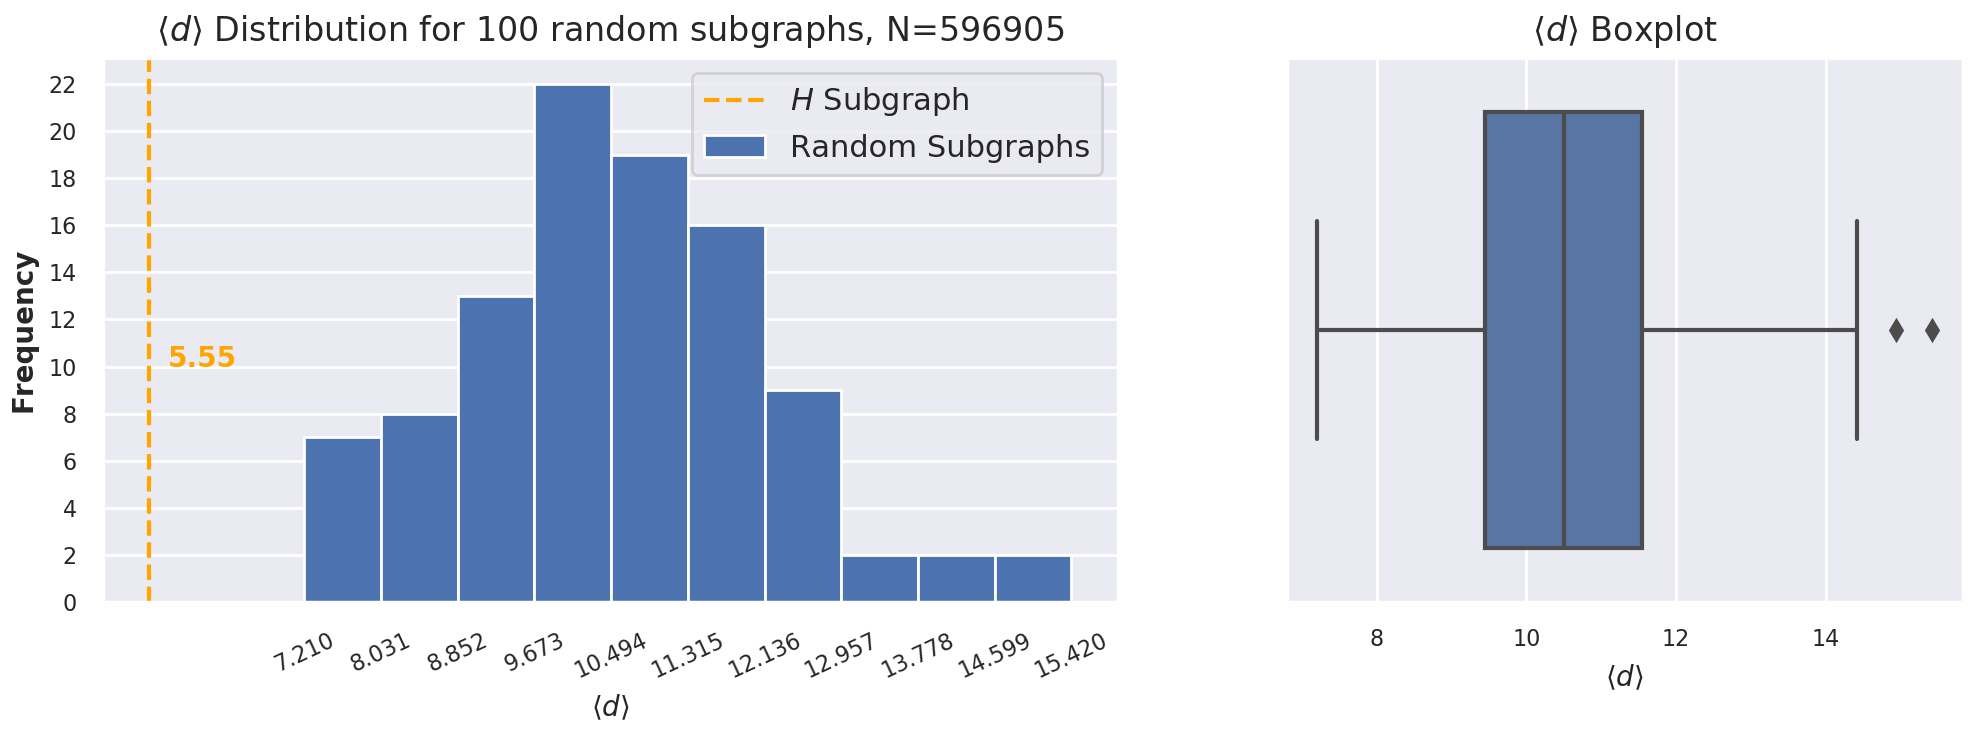 ⟨d⟩ Distribution for 100 random subgraphs, N=596905
H Subgraph
Random Subgraphs
Frequency
22
20
18
16
14
12
10
8
6
4
2
0
5.55
7.210 8.031 8.852 9.673 10.494 11.315 12.136 12.957 13.778 14.599 15.420
⟨d⟩
⟨d⟩ Boxplot
8 10 12 14
⟨d⟩